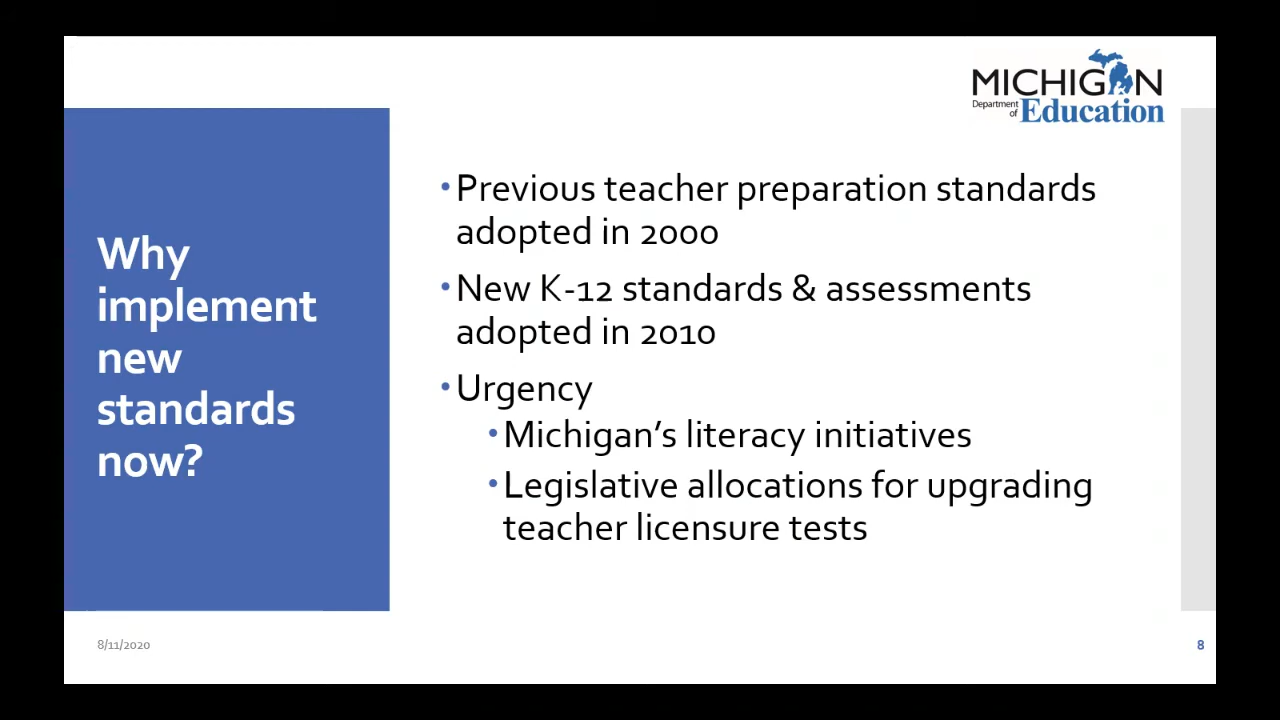 MICHIGAN
Department of Education
Why
implement
new
standards
now?
•Previous teacher preparation standards
adopted in 2000
•New K-12 standards & assessments
adopted in 2010
•Urgency
•Michigan’s literacy initiatives
•Legislative allocations for upgrading
teacher licensure tests
8/11/2020
8